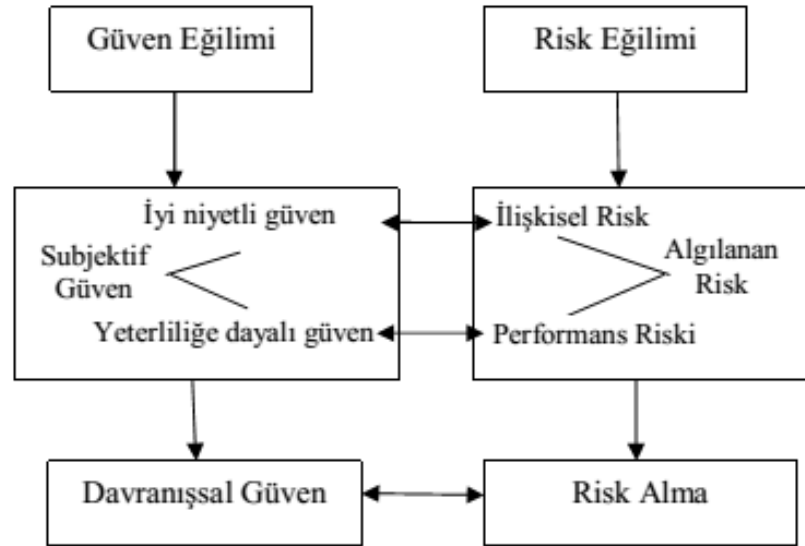 Güven Eğilimi
Risk Eğilimi
İyi niyetli güven
İlişkisel Risk
Subjektif
Güven
Algılanan
Risk
Yeterliliğe dayalı güven
Performans Riski
Davranışsal Güven
Risk Alma